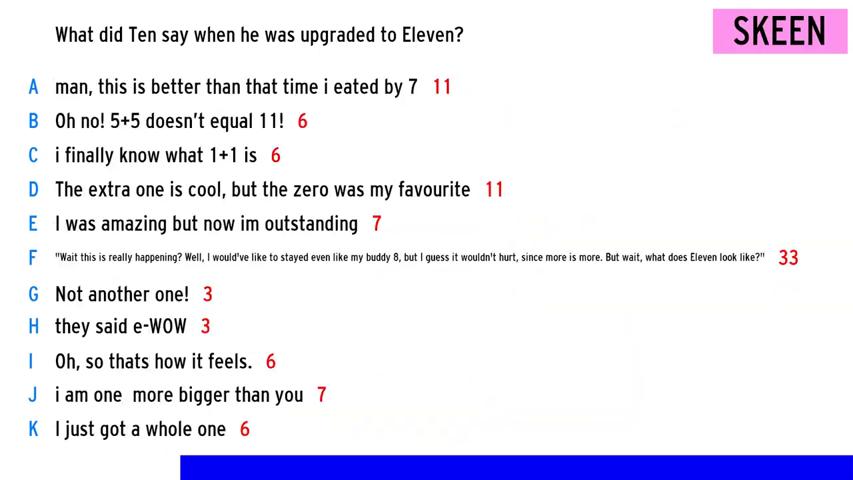 What did Ten say when he was upgraded to Eleven?
SKEEN
A man, this is better than that time i eated by 7 11
B Oh no! 5+5 doesn't equal 11! 6
C i finally know what 1+1 is 6
D The extra one is cool, but the zero was my favourite 11
E I was amazing but now im outstanding 7
F "Wait this is really happening? Well, I would've like to stayed even like my buddy 8, but I guess it wouldn't hurt, since more is more. But wait, what does Eleven look like?" 33
G Not another one! 3
H they said e-WOW 3
I Oh, so thats how it feels. 6
J i am one  more bigger than you 7
K I just got a whole one 6